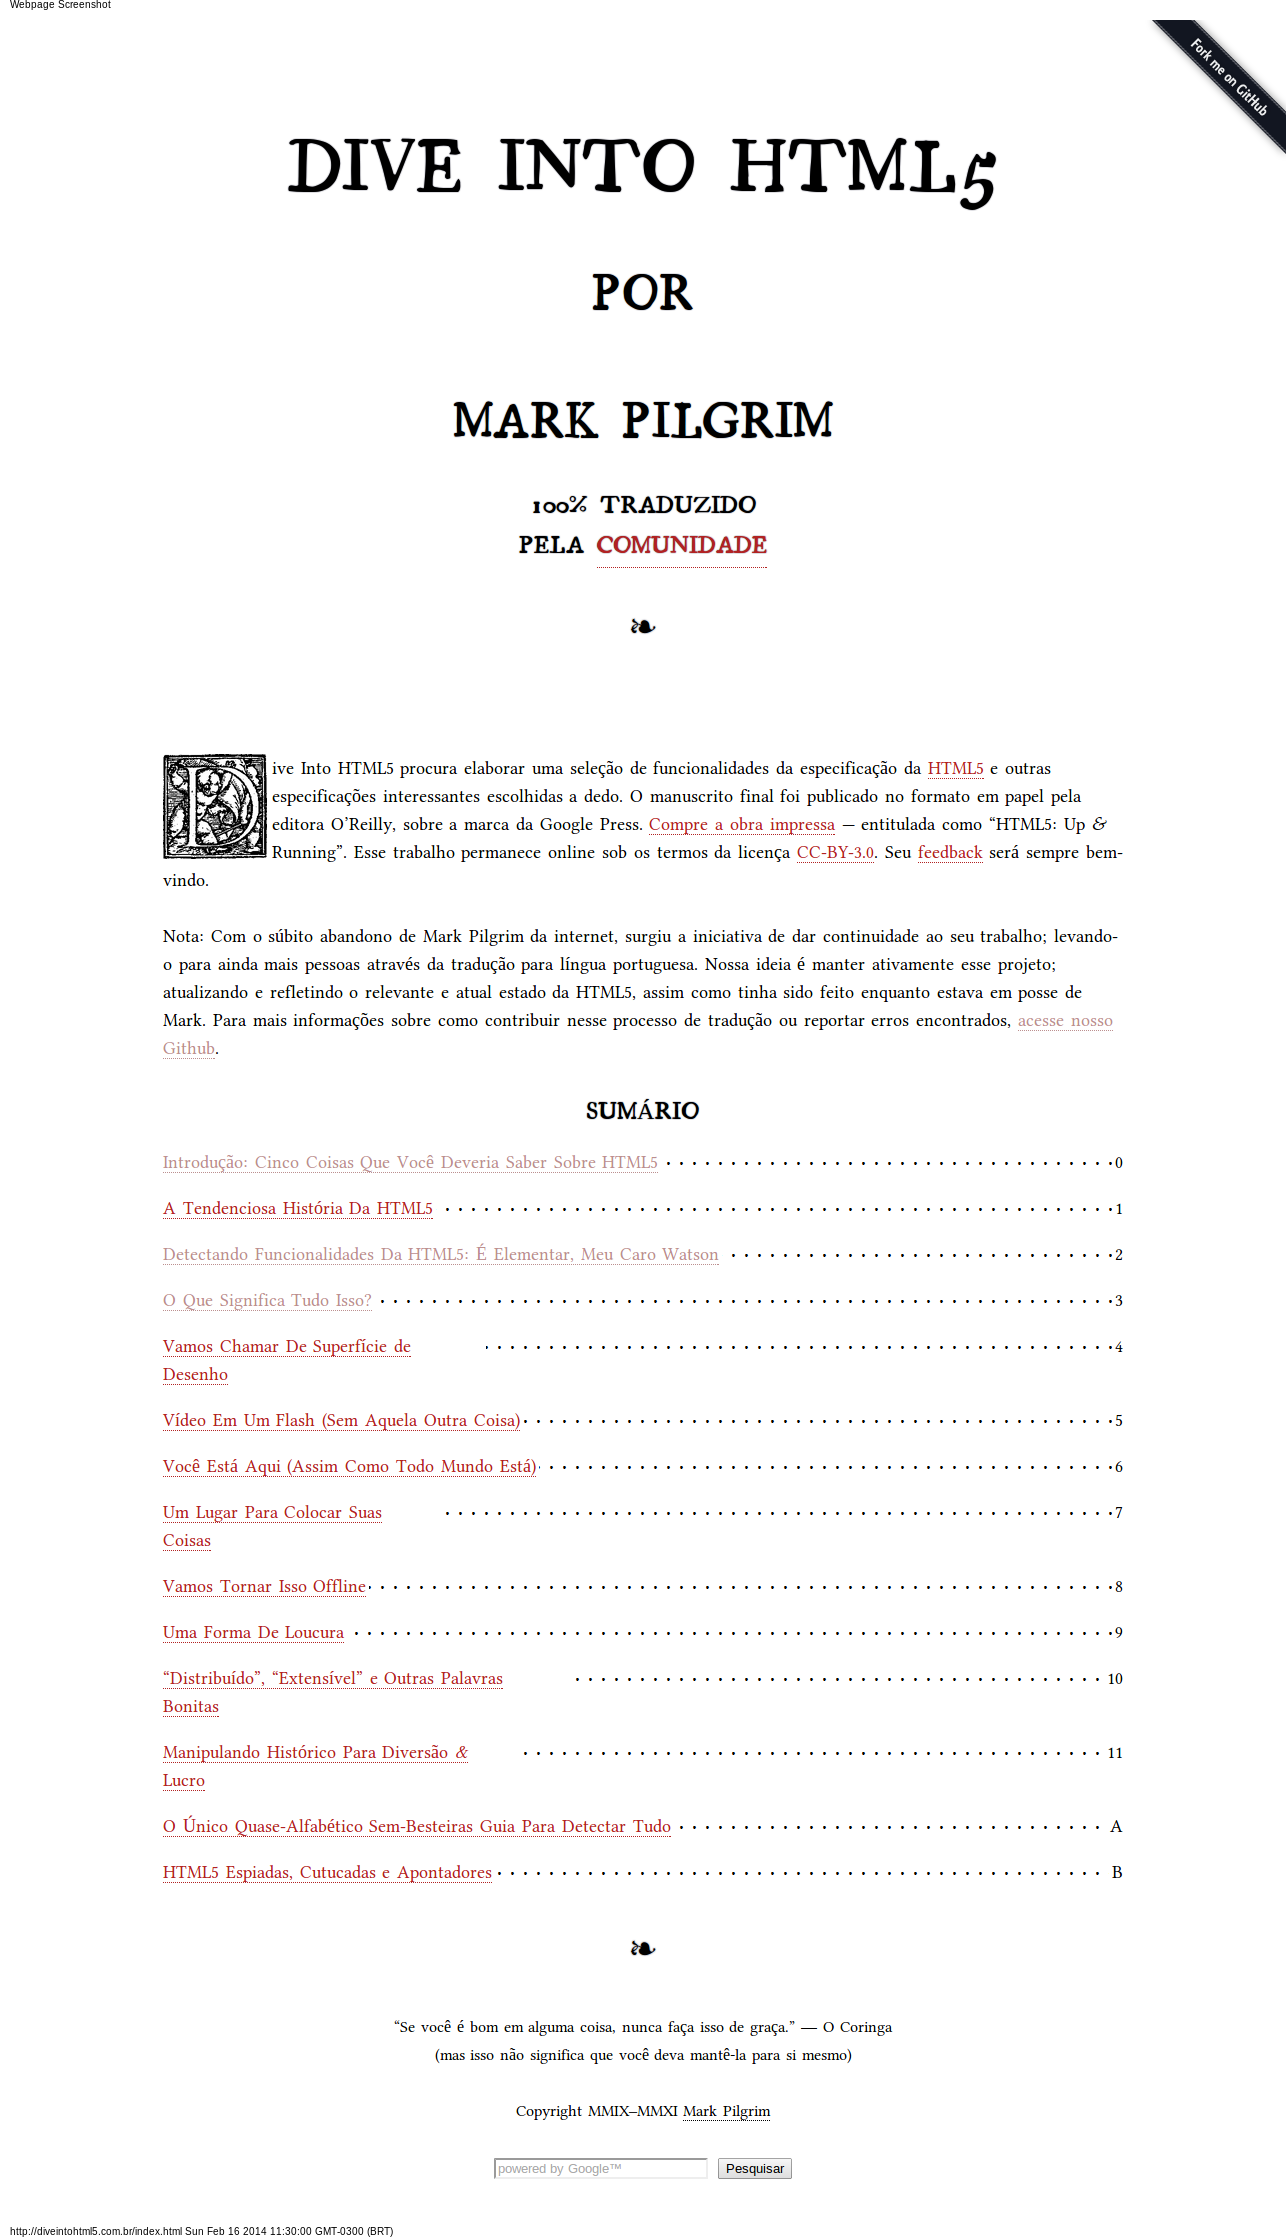 Webpage Screenshot
Fork me on GitHub
DIVE INTO HTML5
POR
MARK PILGRIM
100% TRADUZIDO
PELA COMUNIDADE
❧
Dive Into HTML5 procura elaborar uma seleção de funcionalidades da especificação da HTML5 e outras
especificações interessantes escolhidas a dedo. O manuscrito final foi publicado no formato em papel pela
editora O’Reilly, sobre a marca da Google Press. Compre a obra impressa — entitulada como “HTML5: Up &
Running”. Esse trabalho permanece online sob os termos da licença CC-BY-3.0. Seu feedback será sempre bem-
vindo.
Nota: Com o súbito abandono de Mark Pilgrim da internet, surgiu a iniciativa de dar continuidade ao seu trabalho; levando-
o para ainda mais pessoas através da tradução para língua portuguesa. Nossa ideia é manter ativamente esse projeto;
atualizando e refletindo o relevante e atual estado da HTML5, assim como tinha sido feito enquanto estava em posse de
Mark. Para mais informações sobre como contribuir nesse processo de tradução ou reportar erros encontrados, acesse nosso
Github.
SUMÁRIO
Introdução: Cinco Coisas Que Você Deveria Saber Sobre HTML5 0
A Tendenciosa História Da HTML5 1
Detectando Funcionalidades Da HTML5: É Elementar, Meu Caro Watson 2
O Que Significa Tudo Isso? 3
Vamos Chamar De Superfície de 4
Desenho
Vídeo Em Um Flash (Sem Aquela Outra Coisa) 5
Você Está Aqui (Assim Como Todo Mundo Está) 6
Um Lugar Para Colocar Suas 7
Coisas
Vamos Tornar Isso Offline 8
Uma Forma De Loucura 9
“Distribuído”, “Extensível” e Outras Palavras 10
Bonitas
Manipulando Histórico Para Diversão & 11
Lucro
O Único Quase-Alfabético Sem-Besteiras Guia Para Detectar Tudo A
HTML5 Espiadas, Cutucadas e Apontadores B
❧
“Se você é bom em alguma coisa, nunca faça isso de graça.” — O Coringa
(mas isso não significa que você deva mantê-la para si mesmo)
Copyright MMIX–MMXI Mark Pilgrim
powered by Google™ Pesquisar
http://diveintohtml5.com.br/index.html Sun Feb 16 2014 11:30:00 GMT-0300 (BRT)